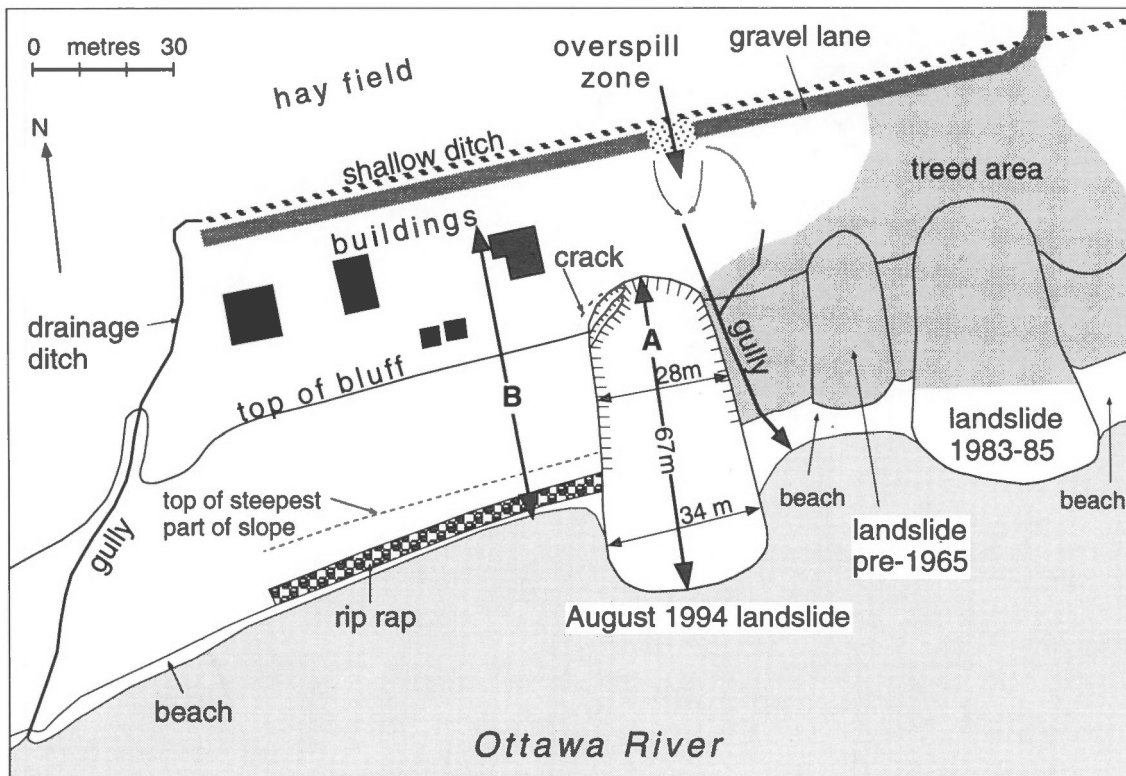 0 metres 30
overspill
zone
gravel lane
hay field
N
shallow ditch
treed area
buildings
crack
drainage
ditch
A
gully
28m
top of bluff
B
67m
landslide
1983-85
top of steepest
part of slope
beach
beach
34 m
gully
landslide
pre-1965
rip rap
August 1994 landslide
beach
Ottawa River